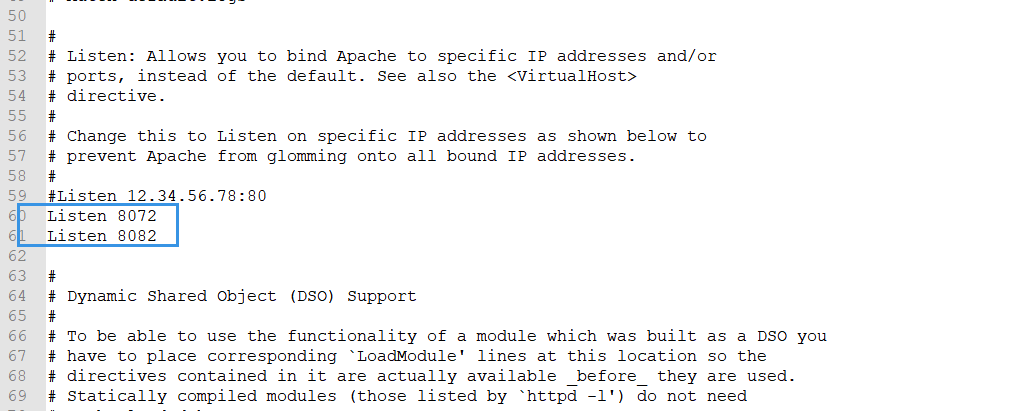 50
51 #
52 # Listen: Allows you to bind Apache to specific IP addresses and/or
53 # ports, instead of the default. See also the <VirtualHost>
54 # directive.
55 #
56 # Change this to Listen on specific IP addresses as shown below to
57 # prevent Apache from glomming onto all bound IP addresses.
58 #
59 #Listen 12.34.56.78:80
60 Listen 8072
61 Listen 8082
62
63 #
64 # Dynamic Shared Object (DSO) Support
65 #
66 # To be able to use the functionality of a module which was built as a DSO you
67 # have to place corresponding `LoadModule' lines at this location so the
68 # directives contained in it are actually available _before_ they are used.
69 # Statically compiled modules (those listed by `httpd -l') do not need